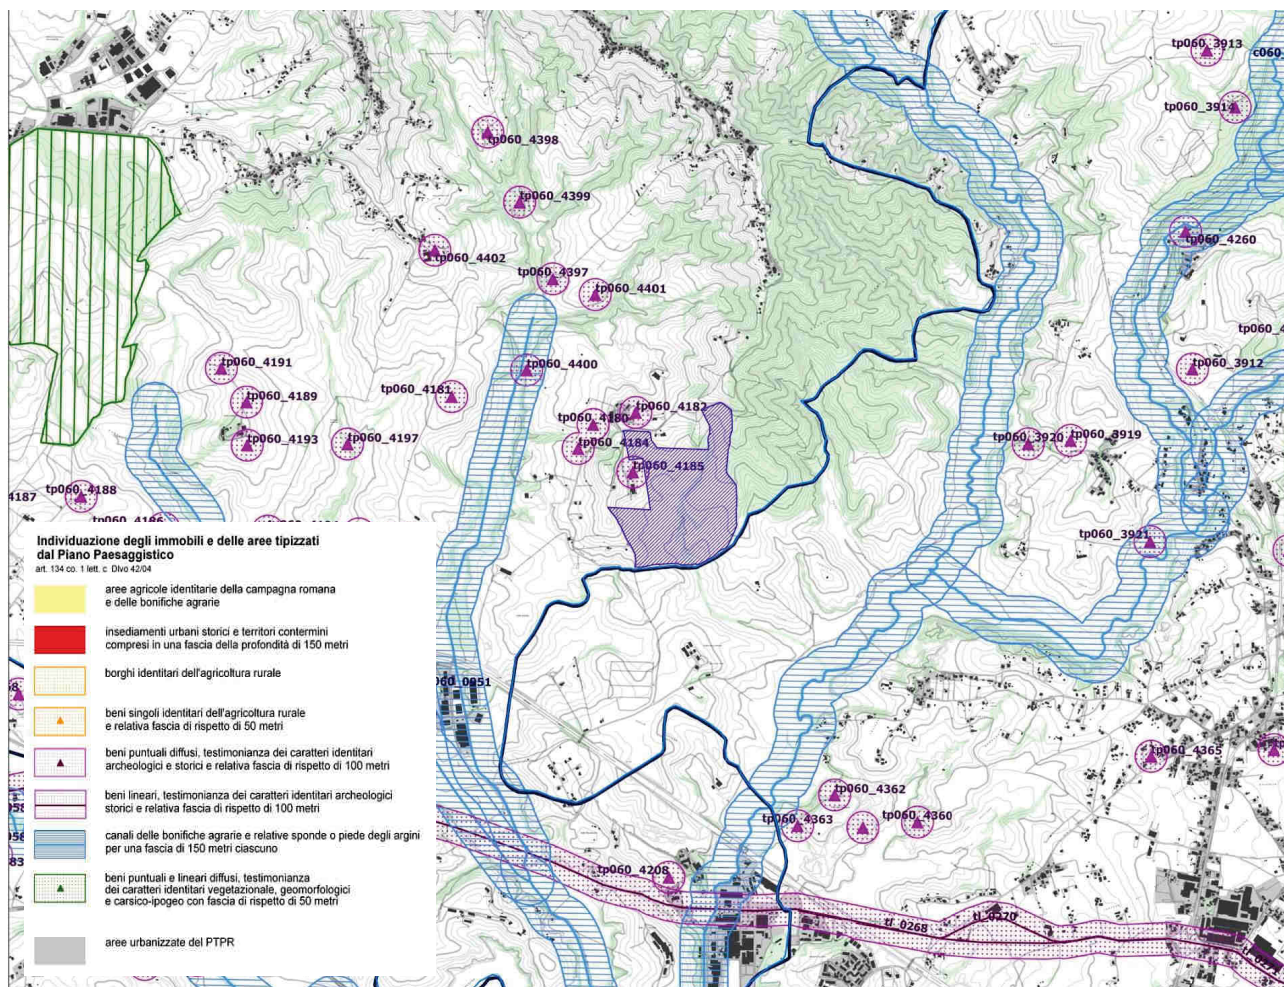 tp060_3913
c060
tp060_3914
tp060_4398
tp060_4399
tp060_4260
tp060_4402
tp060_4397
tp060_4401
tp060_4191
tp060_4400
tp060_3912
tp060_4181
tp060_4189
tp060_4182
tp060_4180
tp060_4193
tp060_4197
tp060_4184
tp060_3920
tp060_3919
tp060_4185
4187
tp060_4188
tp060_4186
tp060_3921
Individuazione degli immobili e delle aree tipizzati
dal Piano Paesaggistico
art. 134 co. 1 lett. c Dlvo 42/04
aree agricole identitarie della campagna romana
e delle bonifiche agrarie
insediamenti urbani storici e territori contermini
compresi in una fascia della profondità di 150 metri
borghi identitari dell'agricoltura rurale
beni singoli identitari dell'agricoltura rurale
e relativa fascia di rispetto di 50 metri
beni puntuali diffusi, testimonianza dei caratteri identitari
archeologici e storici e relativa fascia di rispetto di 100 metri
beni lineari, testimonianza dei caratteri identitari archeologici
storici e relativa fascia di rispetto di 100 metri
canali delle bonifiche agrarie e relative sponde o piede degli argini
per una fascia di 150 metri ciascuno
beni puntuali e lineari diffusi, testimonianza
dei caratteri identitari vegetazionale, geomorfologici
e carsico-ipogeo con fascia di rispetto di 50 metri
aree urbanizzate del PTPR
060_0951
tp060_4365
tp060_4362
tp060_4363
tp060_4360
tp060_4208
tl_0268
tl_0270